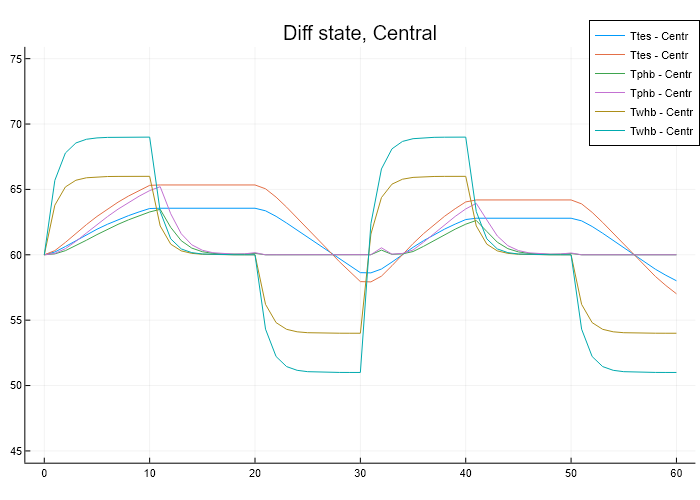 Diff state, Central
Ttes - Centr
Ttes - Centr
Tphb - Centr
Tphb - Centr
Twhb - Centr
Twhb - Centr
75
70
65
60
55
50
45
0 10 20 30 40 50 60